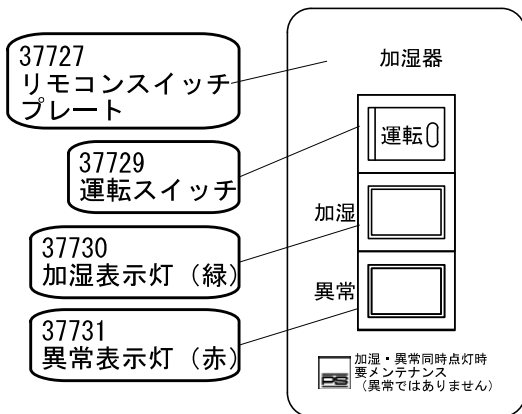 37727
リモコンスイッチ
プレート
37729
運転スイッチ
37730
加湿表示灯（緑）
37731
異常表示灯（赤）
加湿器
運転
加湿
異常
PS
加湿・異常同時点灯時
要メンテナンス
（異常ではありません）